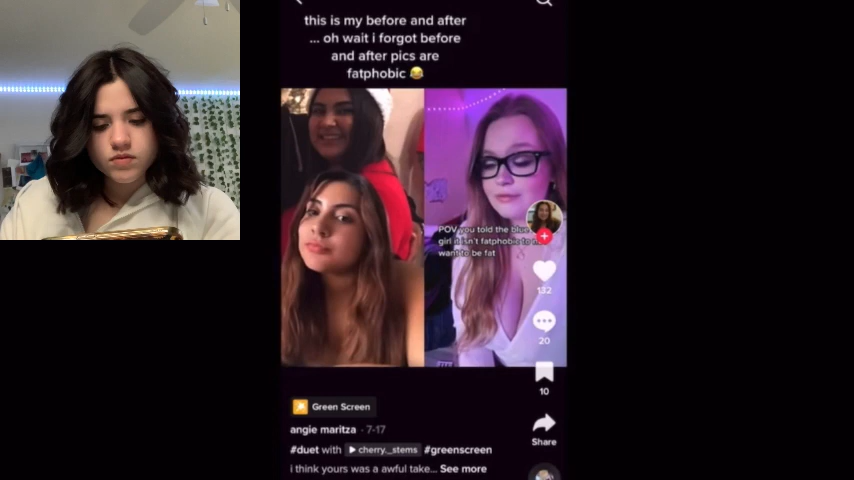 this is my before and after
... oh wait i forgot before
and after pics are
fatphobic 😂
POV you told the blue
girl it isn't fatphobic to
want to be fat
132
20
10
Share
Green Screen
angie maritza · 7-17
#duet with ▶ cherry._stems #greenscreen
i think yours was a awful take... See more